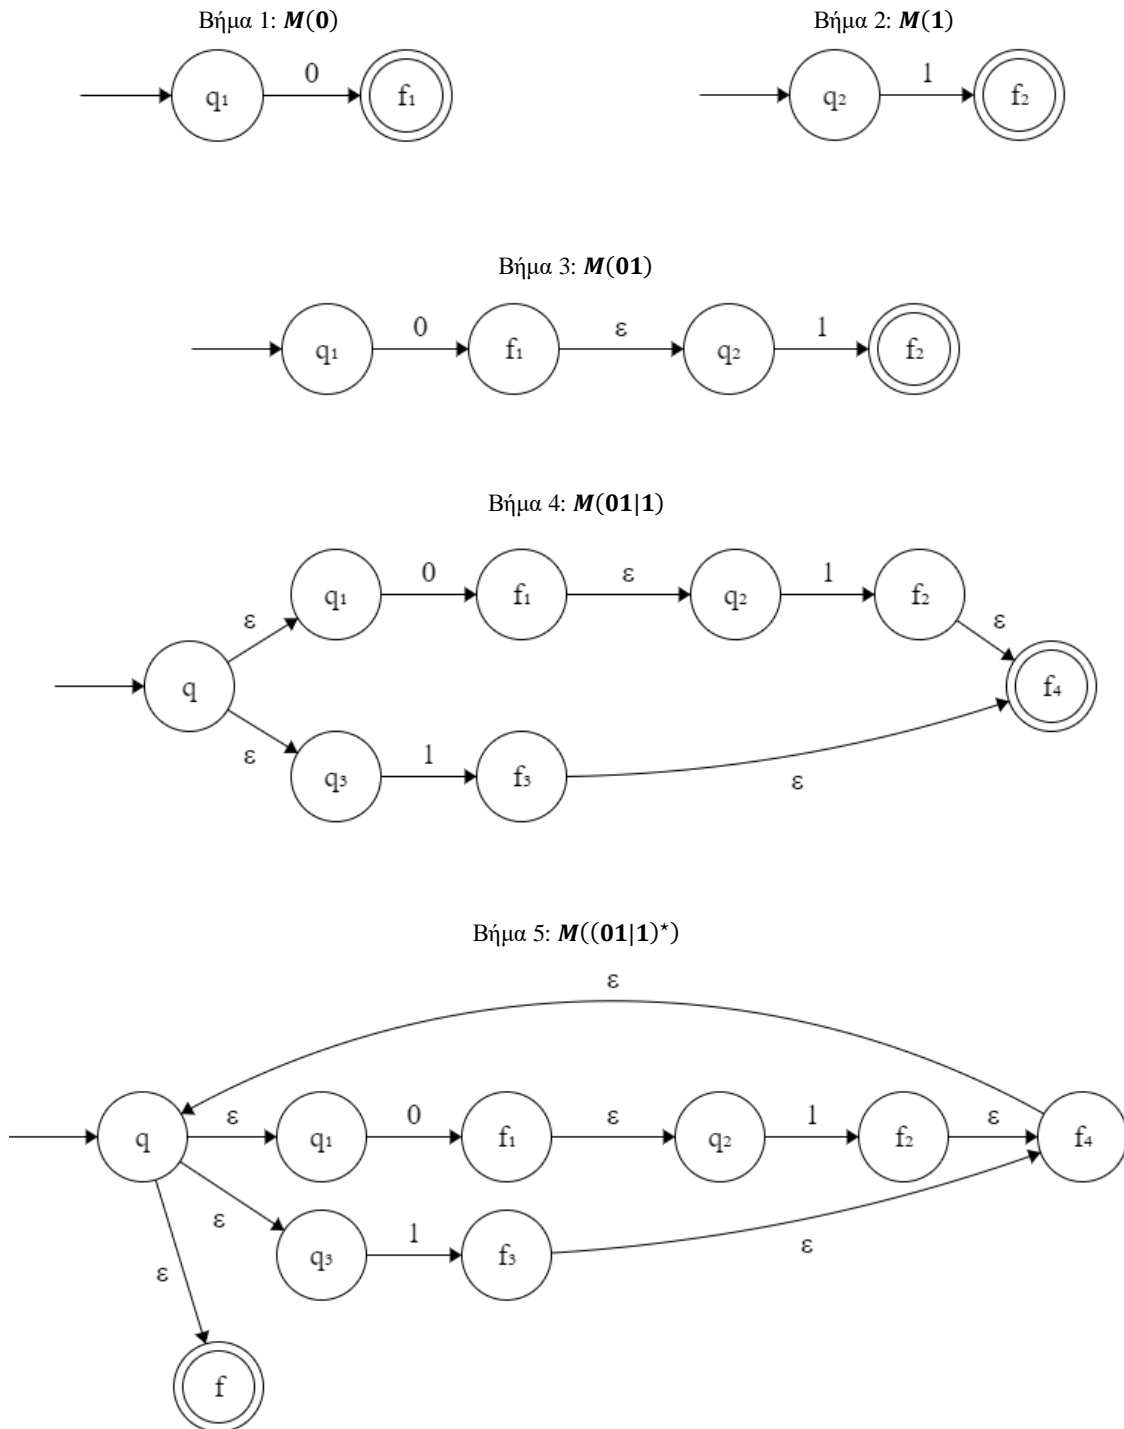 Βήμα 1: M(0)
Βήμα 2: M(1)
q₁ 0 f₁
q₂ 1 f₂
Βήμα 3: M(01)
q₁ 0 f₁ ε q₂ 1 f₂
Βήμα 4: M(01|1)
q₁ 0 f₁ ε q₂ 1 f₂
ε ε
q f₄
ε
q₃ 1 f₃ ε
Βήμα 5: M((01|1)*)
ε
q ε q₁ 0 f₁ ε q₂ 1 f₂ ε f₄
ε q₃ 1 f₃ ε
ε
f